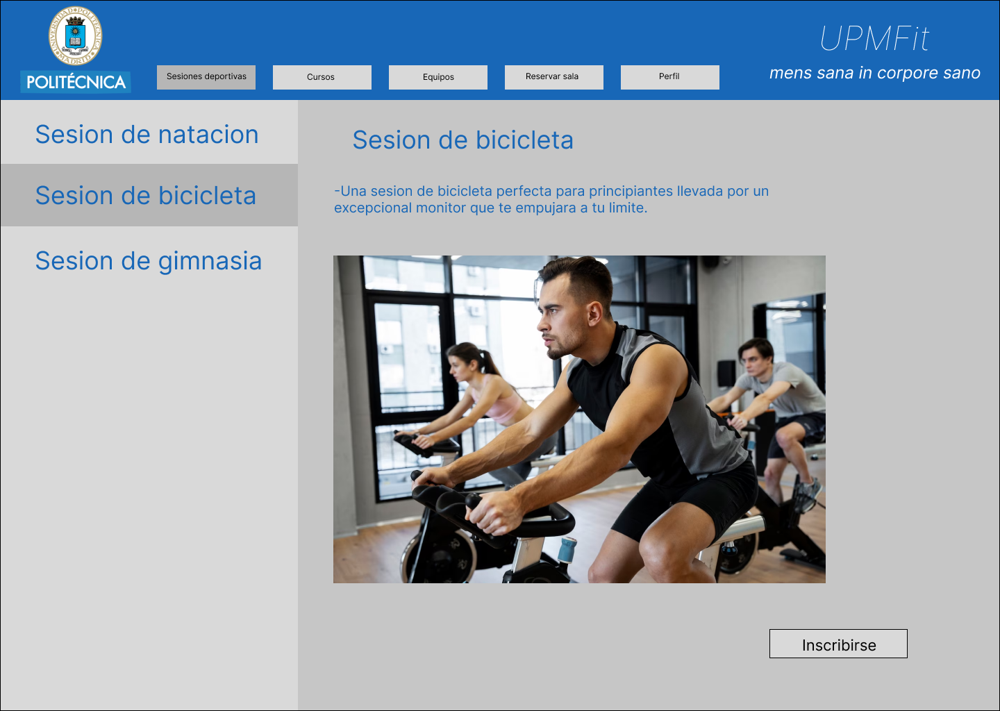 UNIVERSIDAD POLITÉCNICA
MADRID
POLITÉCNICA
UPMFit
mens sana in corpore sano
Sesiones deportivas
Cursos
Equipos
Reservar sala
Perfil
Sesion de natacion
Sesion de bicicleta
Sesion de gimnasia
Sesion de bicicleta
-Una sesion de bicicleta perfecta para principiantes llevada por un
excepcional monitor que te empujara a tu limite.
Inscribirse